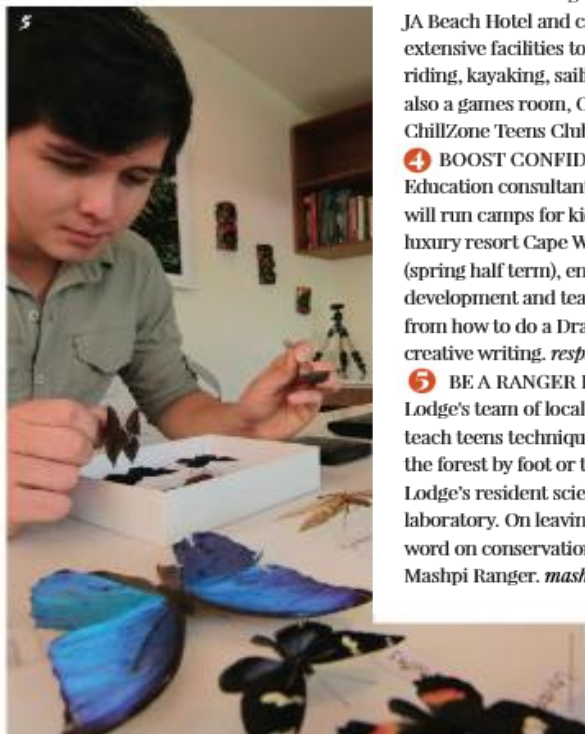 5
JA Beach Hotel and c
extensive facilities to
riding, kayaking, saili
also a games room, C
ChillZone Teens Clu
4 BOOST CONFID
Education consultant
will run camps for ki
luxury resort Cape W
(spring half term), en
development and tea
from how to do a Dra
creative writing. resp
5 BE A RANGER
Lodge's team of local
teach teens techniqu
the forest by foot or t
Lodge's resident scie
laboratory. On leavin
word on conservation
Mashpi Ranger. mash